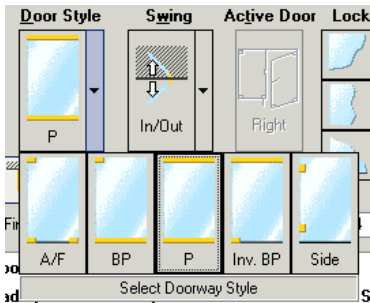 Door Style Swing Active Door Lock
P In/Out Right
A/F BP P Inv. BP Side
Select Doorway Style